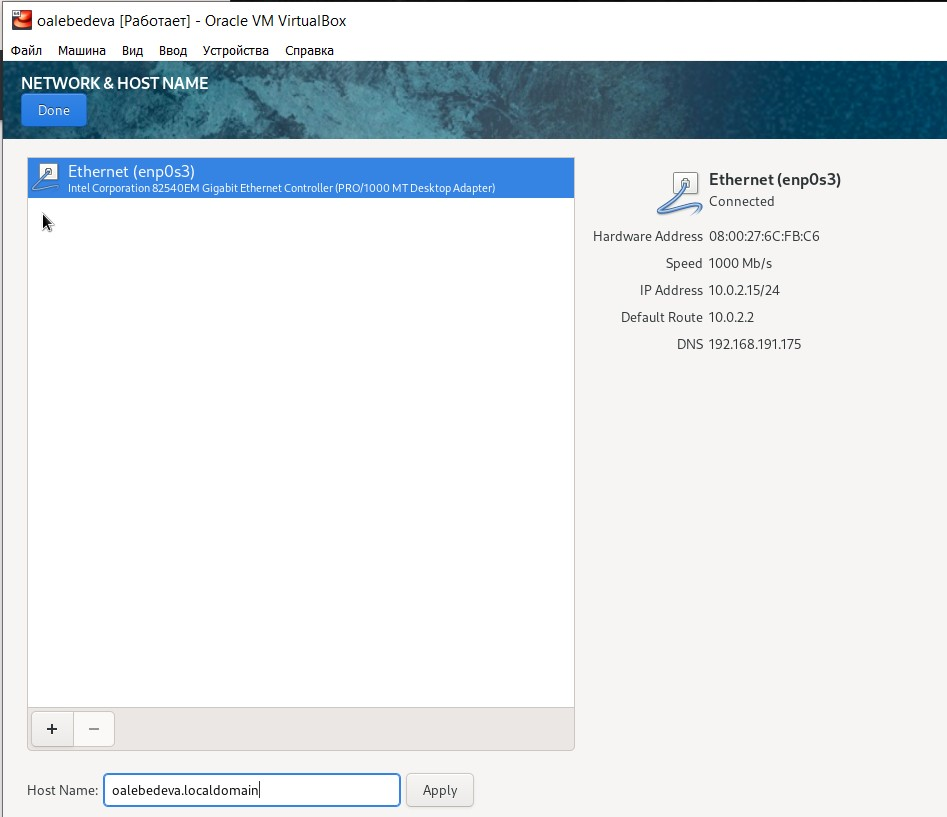 oalebedeva [Работает] - Oracle VM VirtualBox
Файл Машина Вид Ввод Устройства Справка
NETWORK & HOST NAME
Done
Ethernet (enp0s3)
Intel Corporation 82540EM Gigabit Ethernet Controller (PRO/1000 MT Desktop Adapter)
Ethernet (enp0s3)
Connected
Hardware Address 08:00:27:6C:FB:C6
Speed 1000 Mb/s
IP Address 10.0.2.15/24
Default Route 10.0.2.2
DNS 192.168.191.175
+ −
Host Name: oalebedeva.localdomain Apply